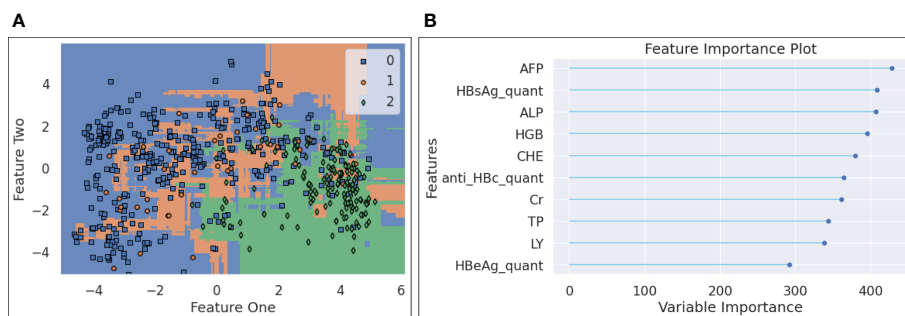 A
4
2
0
−2
−4
Feature Two
0
1
2
−4
−2
0
2
4
6
Feature One
B
Feature Importance Plot
AFP
HBsAg_quant
ALP
HGB
CHE
anti_HBc_quant
Cr
TP
LY
HBeAg_quant
Features
0
100
200
300
400
Variable Importance